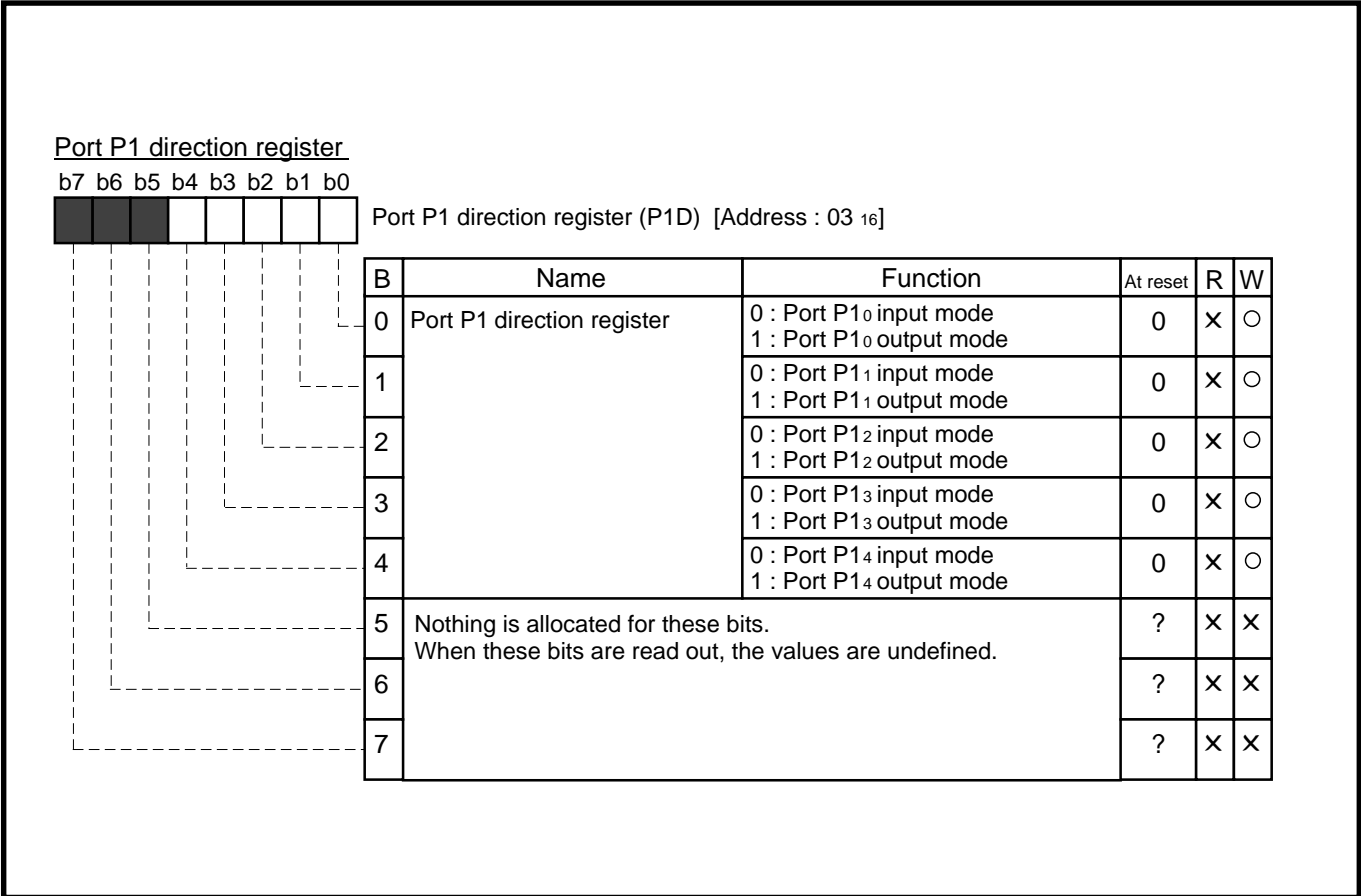 Port P1 direction register
b7 b6 b5 b4 b3 b2 b1 b0
Port P1 direction register (P1D) [Address : 03 16]
B Name Function At reset R W
0 Port P1 direction register 0 : Port P10 input mode 0 × ○
1 : Port P10 output mode
1 0 : Port P11 input mode 0 × ○
1 : Port P11 output mode
2 0 : Port P12 input mode 0 × ○
1 : Port P12 output mode
3 0 : Port P13 input mode 0 × ○
1 : Port P13 output mode
4 0 : Port P14 input mode 0 × ○
1 : Port P14 output mode
5 Nothing is allocated for these bits. ? × ×
When these bits are read out, the values are undefined.
6 ? × ×
7 ? × ×